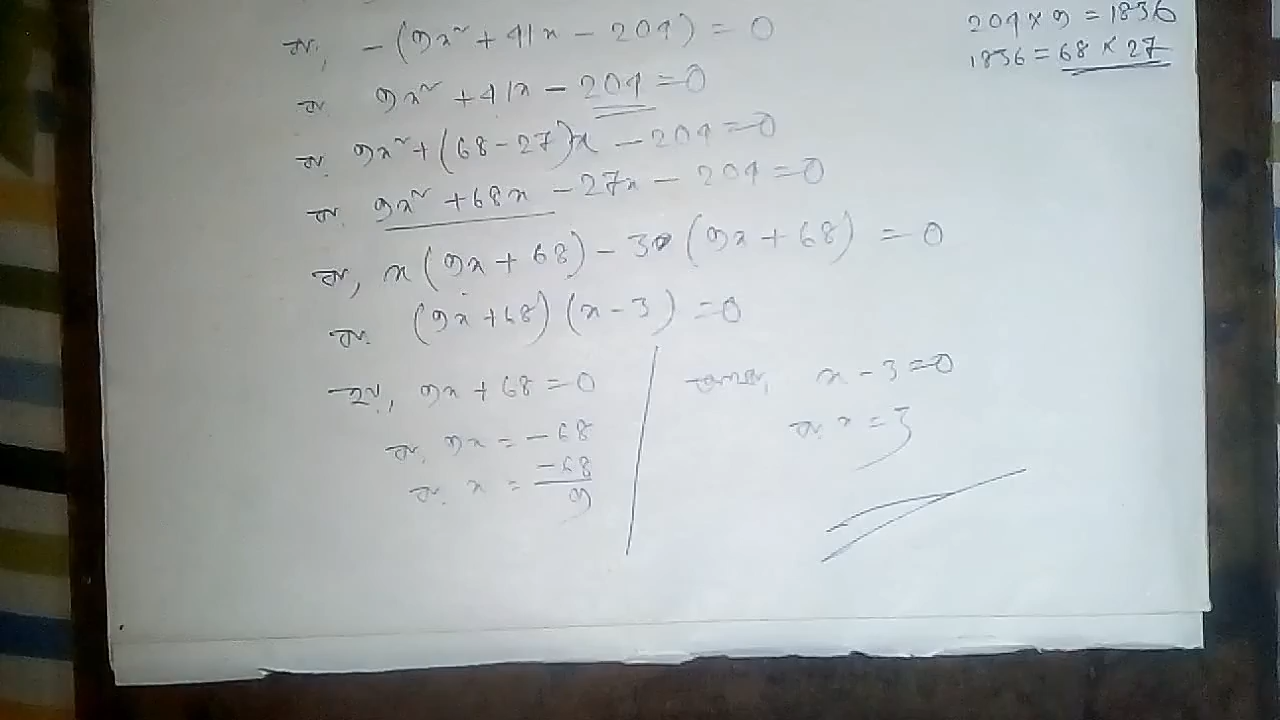 204 × 9 = 1836
1836 = 68 × 27
বা, -(9x² + 41x - 204) = 0
বা, 9x² + 41x - 204 = 0
বা, 9x² + (68 - 27)x - 204 = 0
বা, 9x² + 68x - 27x - 204 = 0
বা, x(9x + 68) - 3(9x + 68) = 0
বা, (9x + 68)(x - 3) = 0
হয়, 9x + 68 = 0
বা, 9x = -68
বা, x = -68/9
অথবা, x - 3 = 0
বা, x = 3